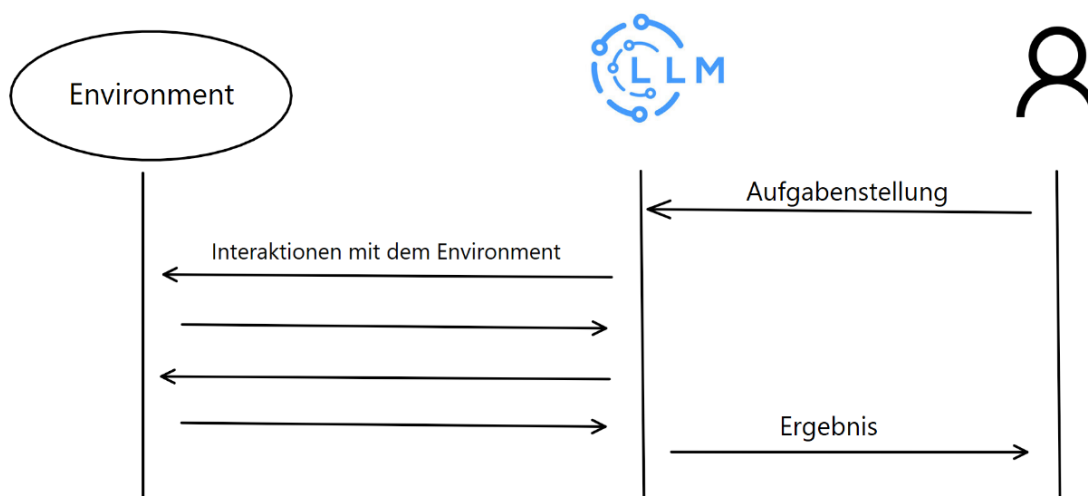 Environment
LLM
Aufgabenstellung
Interaktionen mit dem Environment
Ergebnis